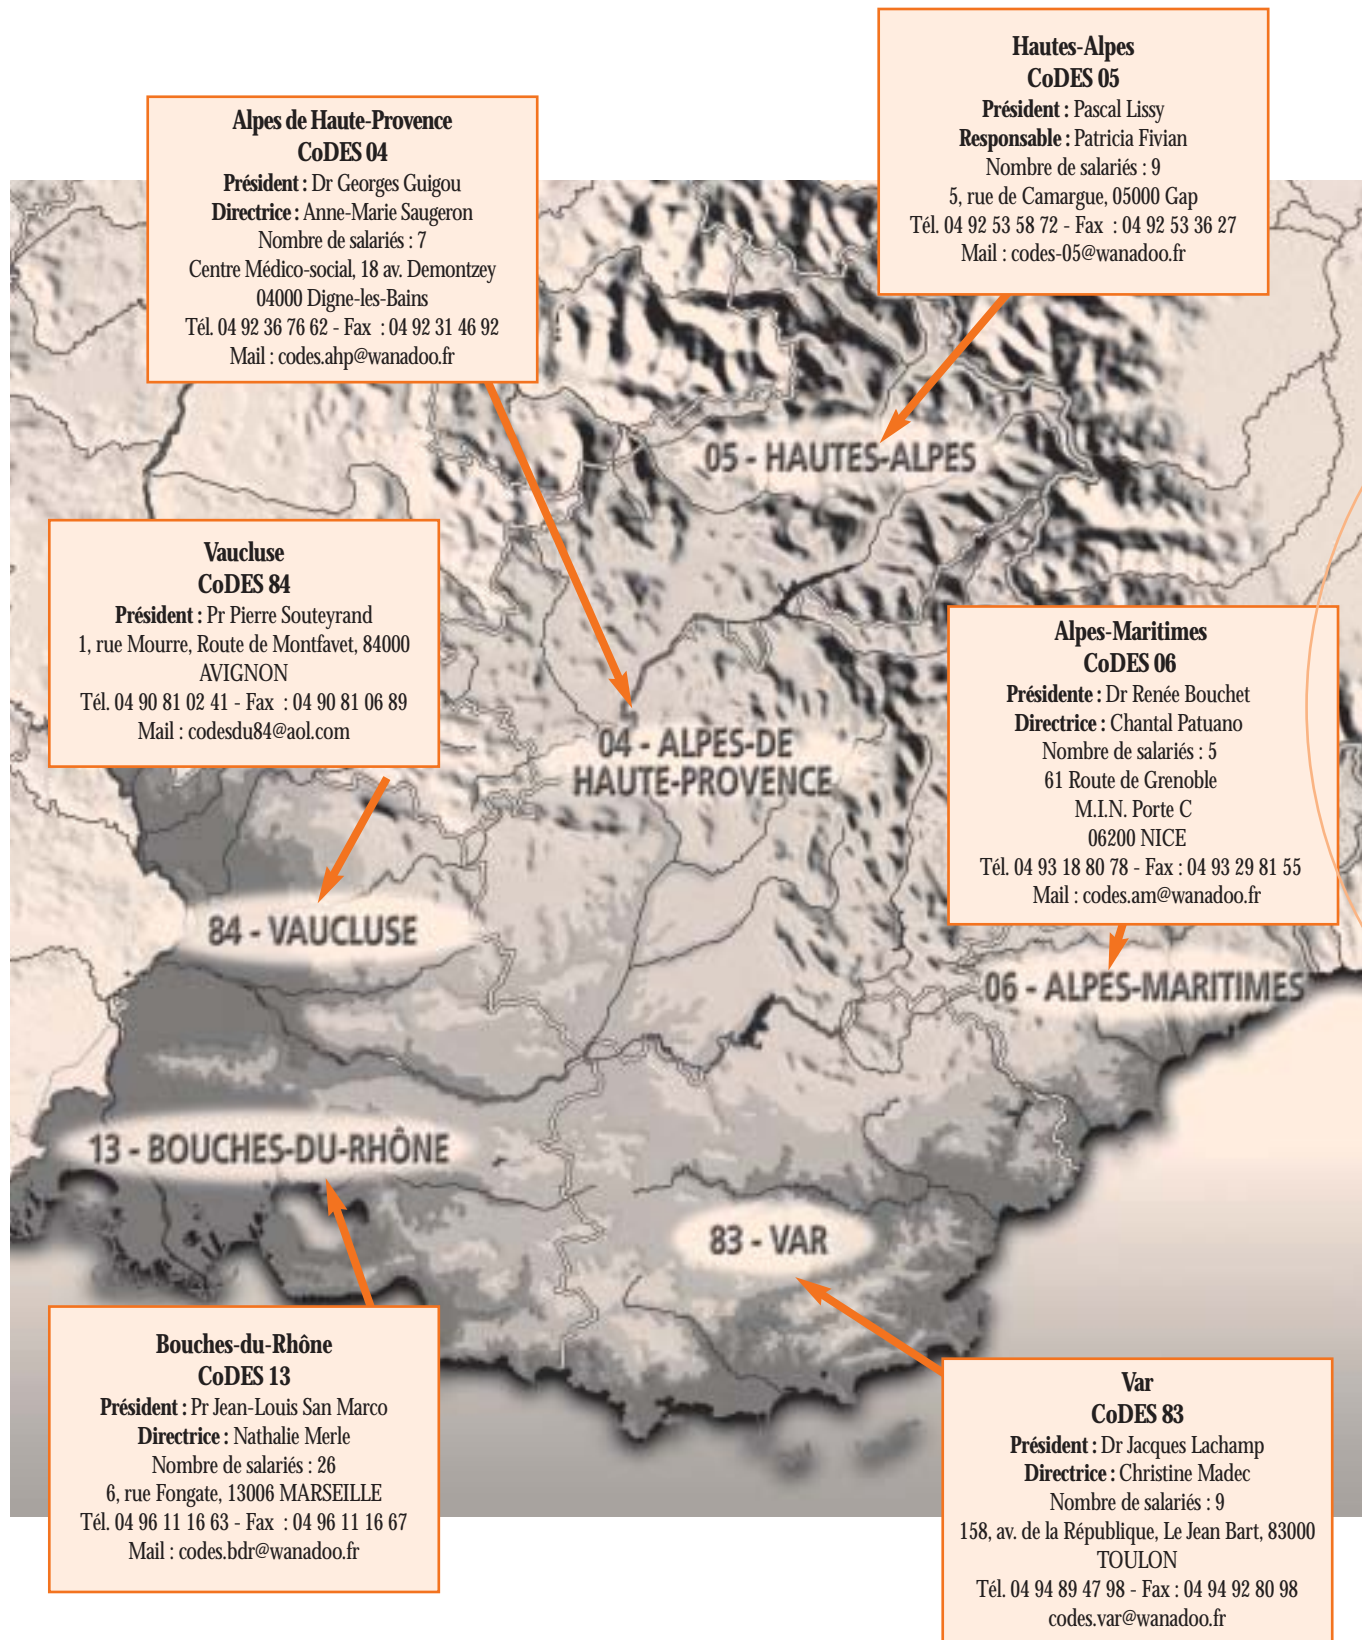 Hautes-Alpes
CoDES 05
Président : Pascal Lissy
Responsable : Patricia Fivian
Nombre de salariés : 9
5, rue de Camargue, 05000 Gap
Tél. 04 92 53 58 72 - Fax : 04 92 53 36 27
Mail : codes-05@wanadoo.fr
Alpes de Haute-Provence
CoDES 04
Président : Dr Georges Guigou
Directrice : Anne-Marie Saugeron
Nombre de salariés : 7
Centre Médico-social, 18 av. Demontzey
04000 Digne-les-Bains
Tél. 04 92 36 76 62 - Fax : 04 92 31 46 92
Mail : codes.ahp@wanadoo.fr
05 - HAUTES-ALPES
Vaucluse
CoDES 84
Président : Pr Pierre Souteyrand
1, rue Mourre, Route de Montfavet, 84000
AVIGNON
Tél. 04 90 81 02 41 - Fax : 04 90 81 06 89
Mail : codesdu84@aol.com
04 - ALPES-DE
HAUTE-PROVENCE
Alpes-Maritimes
CoDES 06
Présidente : Dr Renée Bouchet
Directrice : Chantal Patuano
Nombre de salariés : 5
61 Route de Grenoble
M.I.N. Porte C
06200 NICE
Tél. 04 93 18 80 78 - Fax : 04 93 29 81 55
Mail : codes.am@wanadoo.fr
84 - VAUCLUSE
06 - ALPES-MARITIMES
13 - BOUCHES-DU-RHÔNE
83 - VAR
Bouches-du-Rhône
CoDES 13
Président : Pr Jean-Louis San Marco
Directrice : Nathalie Merle
Nombre de salariés : 26
6, rue Fongate, 13006 MARSEILLE
Tél. 04 96 11 16 63 - Fax : 04 96 11 16 67
Mail : codes.bdr@wanadoo.fr
Var
CoDES 83
Président : Dr Jacques Lachamp
Directrice : Christine Madec
Nombre de salariés : 9
158, av. de la République, Le Jean Bart, 83000
TOULON
Tél. 04 94 89 47 98 - Fax : 04 94 92 80 98
codes.var@wanadoo.fr